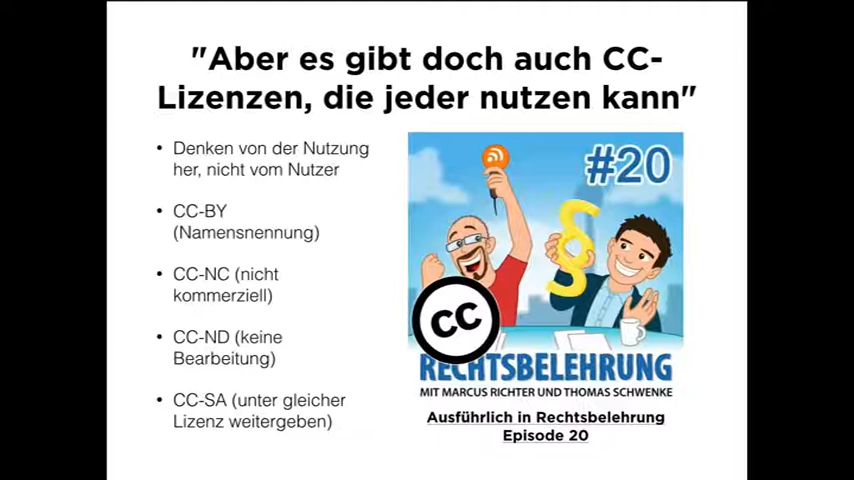 "Aber es gibt doch auch CC-
Lizenzen, die jeder nutzen kann"
• Denken von der Nutzung
her, nicht vom Nutzer
• CC-BY
(Namensnennung)
• CC-NC (nicht
kommerziell)
• CC-ND (keine
Bearbeitung)
• CC-SA (unter gleicher
Lizenz weitergeben)
#20
§
CC
RECHTSBELEHRUNG
MIT MARCUS RICHTER UND THOMAS SCHWENKE
Ausführlich in Rechtsbelehrung
Episode 20